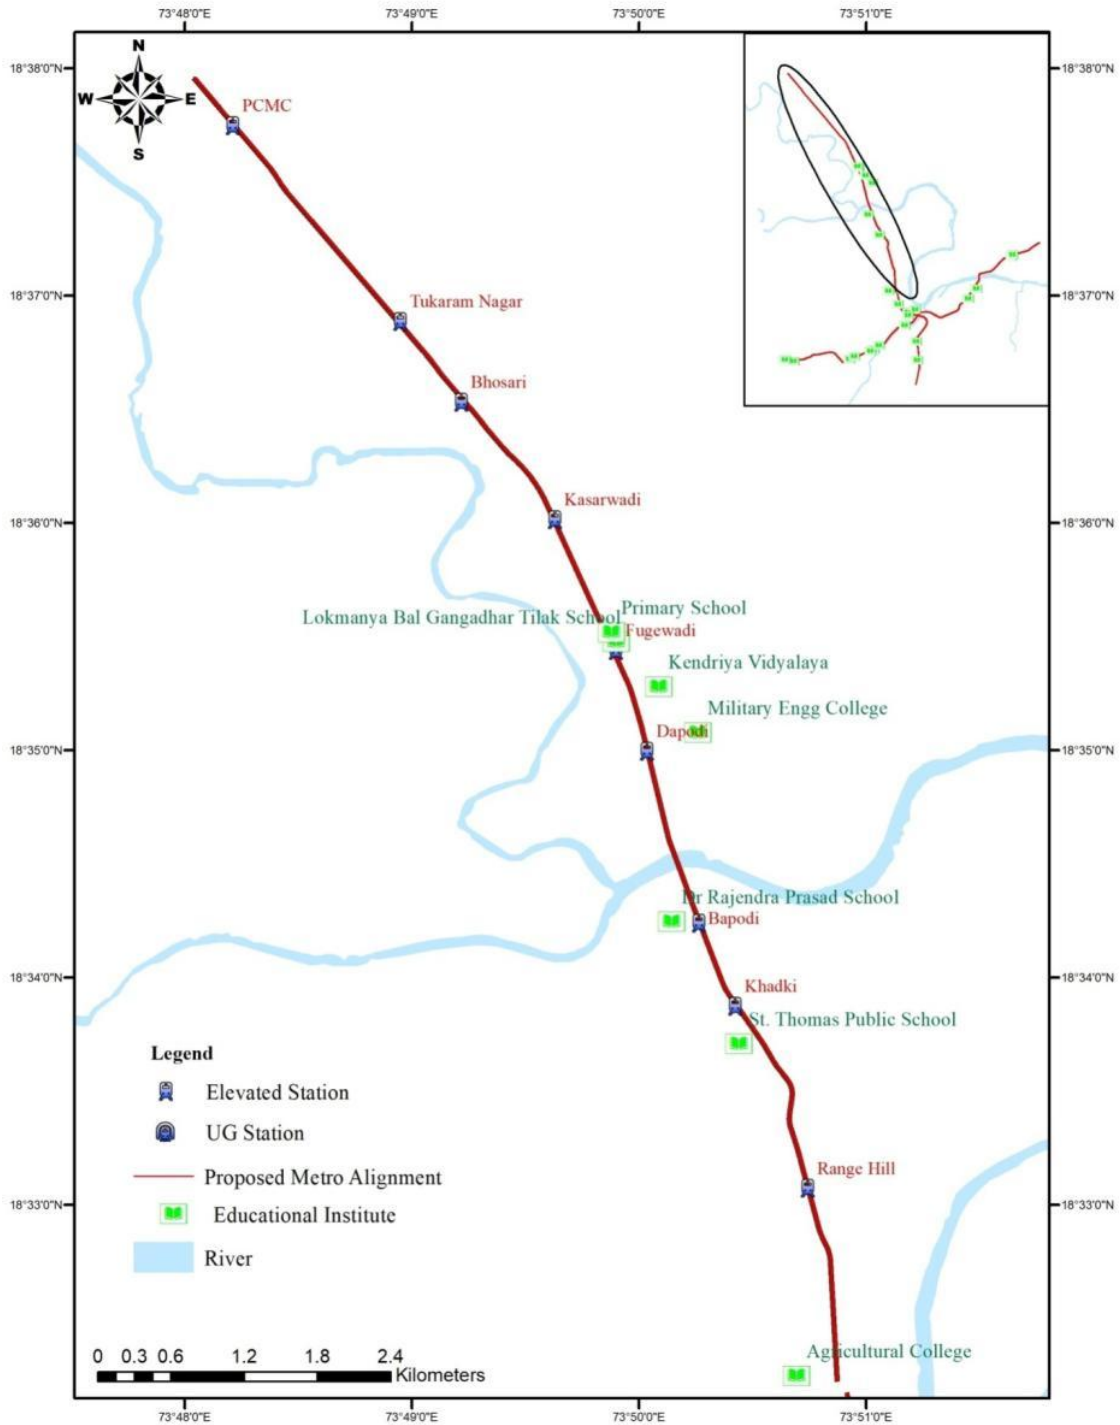 73°48'0"E 73°49'0"E 73°50'0"E 73°51'0"E
18°38'0"N 18°38'0"N
N
W E
S
PCMC
18°37'0"N 18°37'0"N
Tukaram Nagar
Bhosari
Kasarwadi
18°36'0"N 18°36'0"N
Primary School
Lokmanya Bal Gangadhar Tilak School
Fugewadi
Kendriya Vidyalaya
Military Engg College
Dapodi
18°35'0"N 18°35'0"N
Dr Rajendra Prasad School
Bapodi
18°34'0"N 18°34'0"N
Khadki
St. Thomas Public School
Legend
Elevated Station
UG Station
Range Hill
Proposed Metro Alignment
18°33'0"N 18°33'0"N
Educational Institute
River
Agricultural College
0 0.3 0.6 1.2 1.8 2.4
Kilometers
73°48'0"E 73°49'0"E 73°50'0"E 73°51'0"E